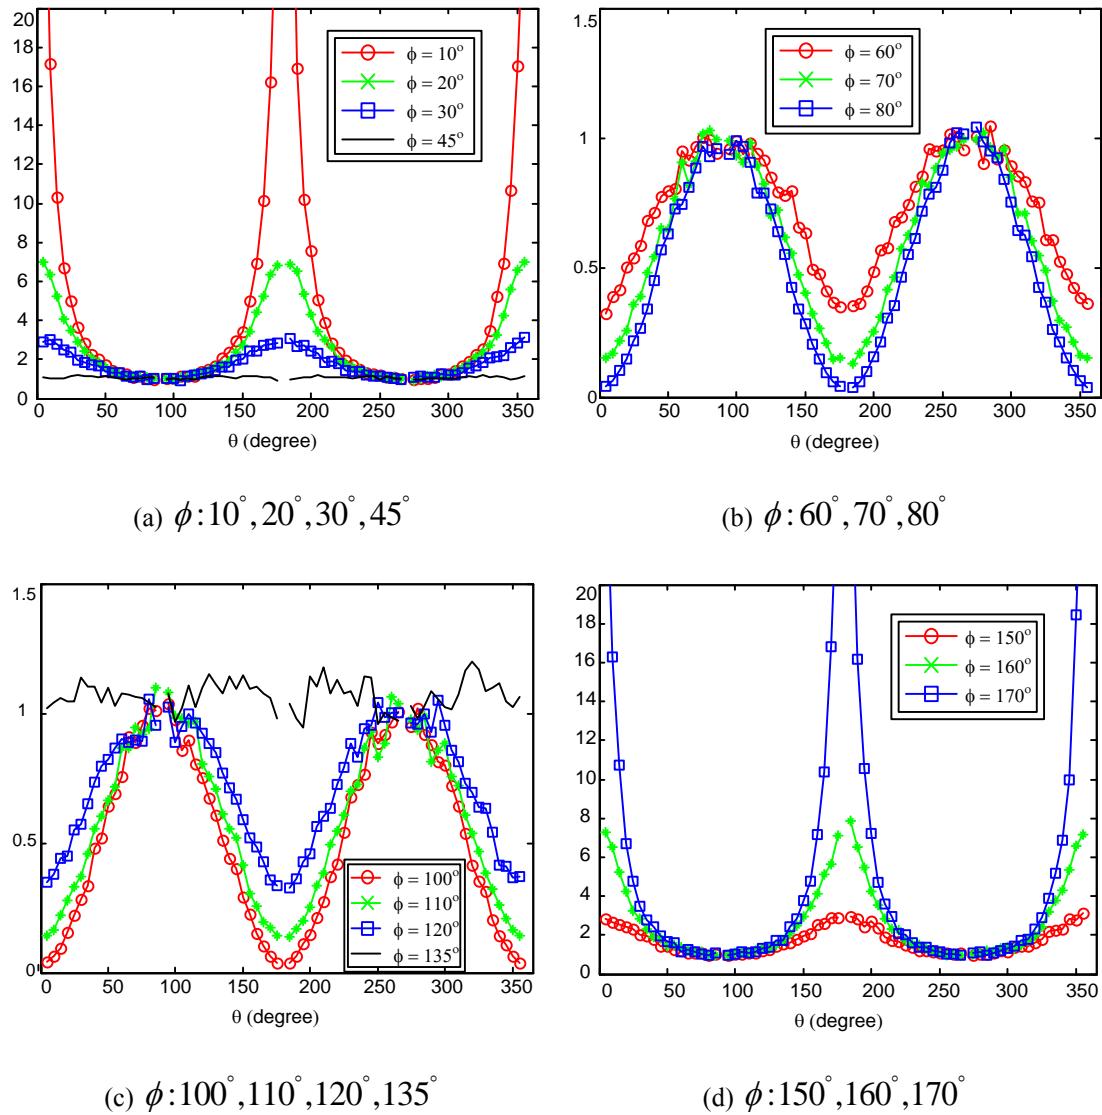 20
18
16
14
12
10
8
6
4
2
0
0 50 100 150 200 250 300 350
θ (degree)
ϕ = 10°
ϕ = 20°
ϕ = 30°
ϕ = 45°
(a) ϕ:10°,20°,30°,45°
1.5
1
0.5
0
0 50 100 150 200 250 300 350
θ (degree)
ϕ = 60°
ϕ = 70°
ϕ = 80°
(b) ϕ:60°,70°,80°
1.5
1
0.5
0
0 50 100 150 200 250 300 350
θ (degree)
ϕ = 100°
ϕ = 110°
ϕ = 120°
ϕ = 135°
(c) ϕ:100°,110°,120°,135°
20
18
16
14
12
10
8
6
4
2
0
0 50 100 150 200 250 300 350
θ (degree)
ϕ = 150°
ϕ = 160°
ϕ = 170°
(d) ϕ:150°,160°,170°